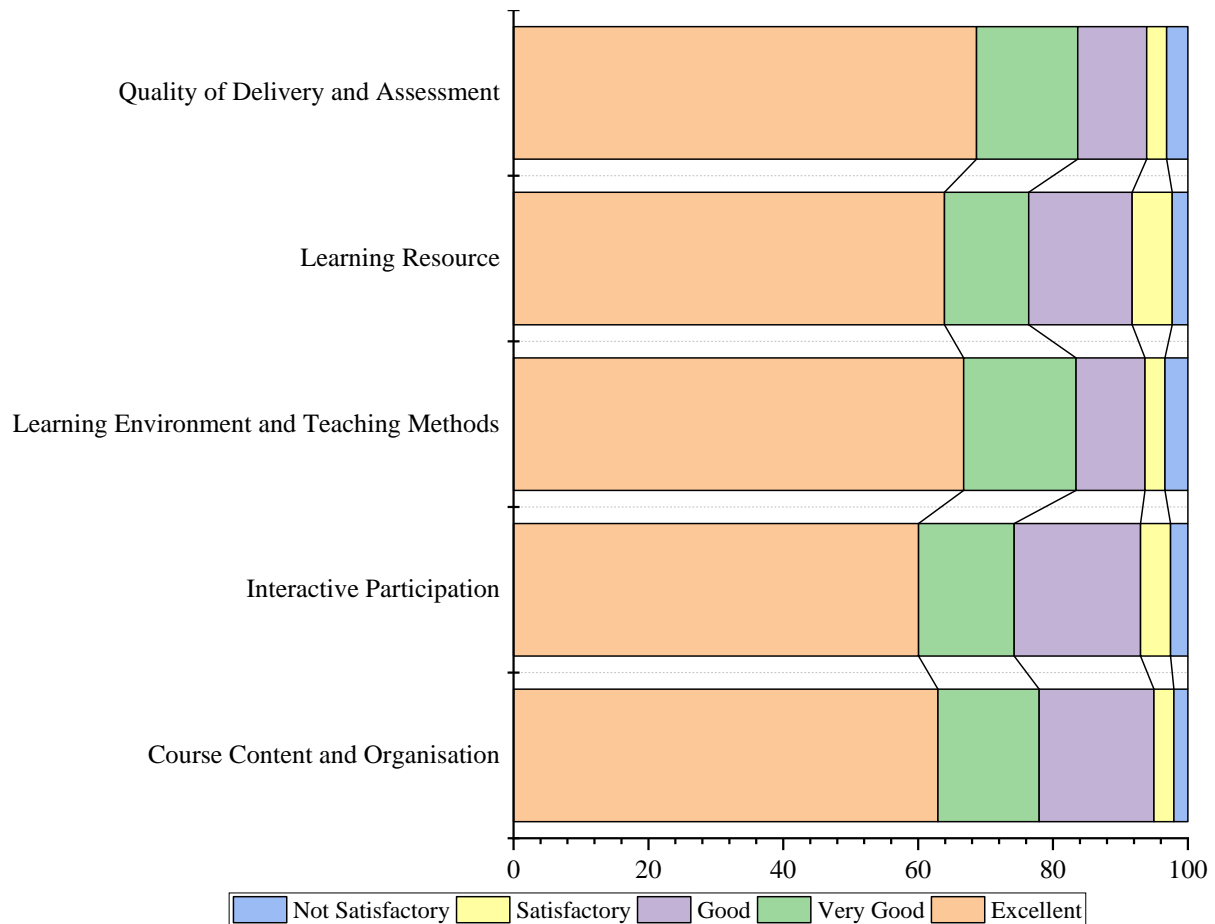 Quality of Delivery and Assessment
Learning Resource
Learning Environment and Teaching Methods
Interactive Participation
Course Content and Organisation
0 20 40 60 80 100
Not Satisfactory Satisfactory Good Very Good Excellent